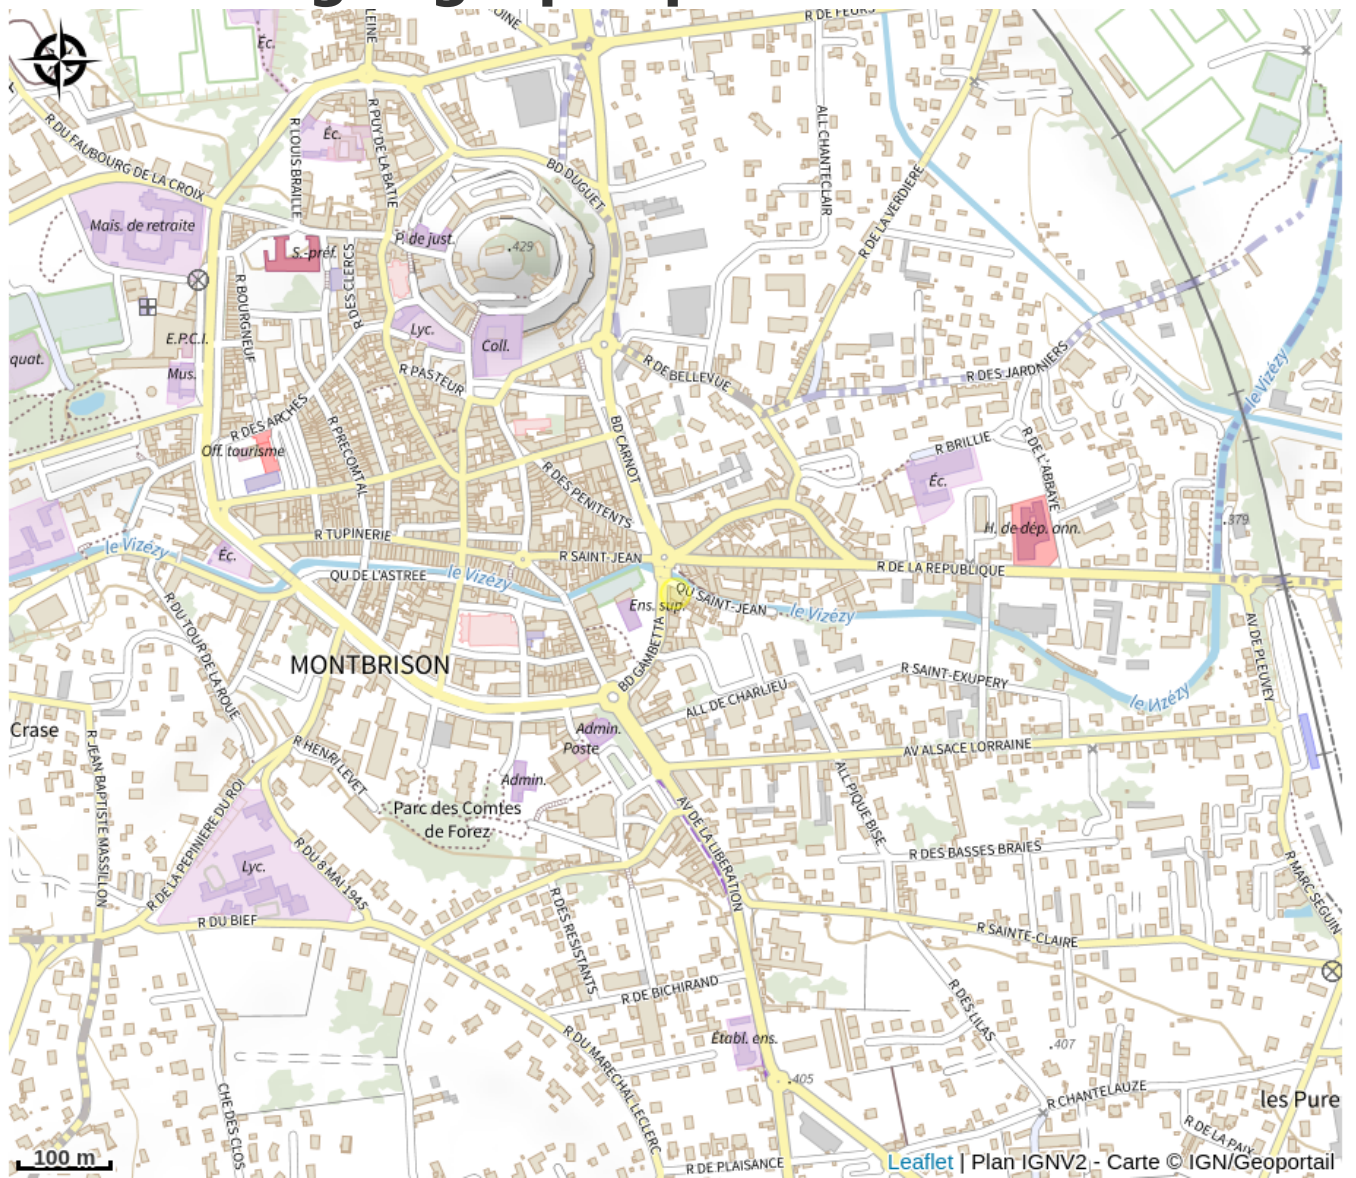 LEINE
OINE
R DE FEURS
Éc.
R DU FAUBOURG DE LA CROIX
R LOUIS BRAILLE
Éc.
R PUY DE LA BATIE
BD DUGUET
ALL CHANTECLAIR
R DE LA VERDIERE
Mais. de retraite
S.-préf.
P. de just.
.429
R DES CLERCS
R BOURGNEUF
E.P.C.I.
Lyc.
Coll.
quat.
Mus.
R PASTEUR
R DE BELLEVUE
R DES JARDINIERS
le Vizézy
R DES ARCHES
Off. tourisme
R PRECOMTAL
BD CARNOT
R BRILLIE
R DE L'ABBAYE
Éc.
R DES PENITENTS
H. de dép. ann.
.379
R TUPINERIE
R SAINT-JEAN
le Vizézy
Éc.
QU DE L'ASTREE
le Vizézy
R DE LA REPUBLIQUE
Ens. sup.
QU SAINT-JEAN
le Vizézy
R DU TOUR DE LA ROUE
BD GAMBETTA
AV DE PLEUVEY
MONTBRISON
R SAINT-EXUPERY
ALL DE CHARLIEU
le Vizézy
Crase
Admin.
Poste
AV ALSACE LORRAINE
R JEAN BAPTISTE MASSILLON
R HENRI LEVET
Admin.
ALL PIQUE BISE
Parc des Comtes
de Forez
R DE LA PEPINIERE DU ROI
AV DE LA LIBERATION
R DES BASSES BRAIES
R DU 8 MAI 1945
Lyc.
R MARC SEGUIN
R DU BIEF
R DES RESISTANTS
R SAINTE-CLAIRE
R DE BICHIRAND
R DES LILAS
R DU MARECHAL LECLERC
Établ. ens.
.407
.405
CHE DES CLOS
R CHANTELAUZE
les Pure
R DE LA PAIX
100 m
R DE PLAISANCE
Leaflet | Plan IGNV2 - Carte © IGN/Geoportail